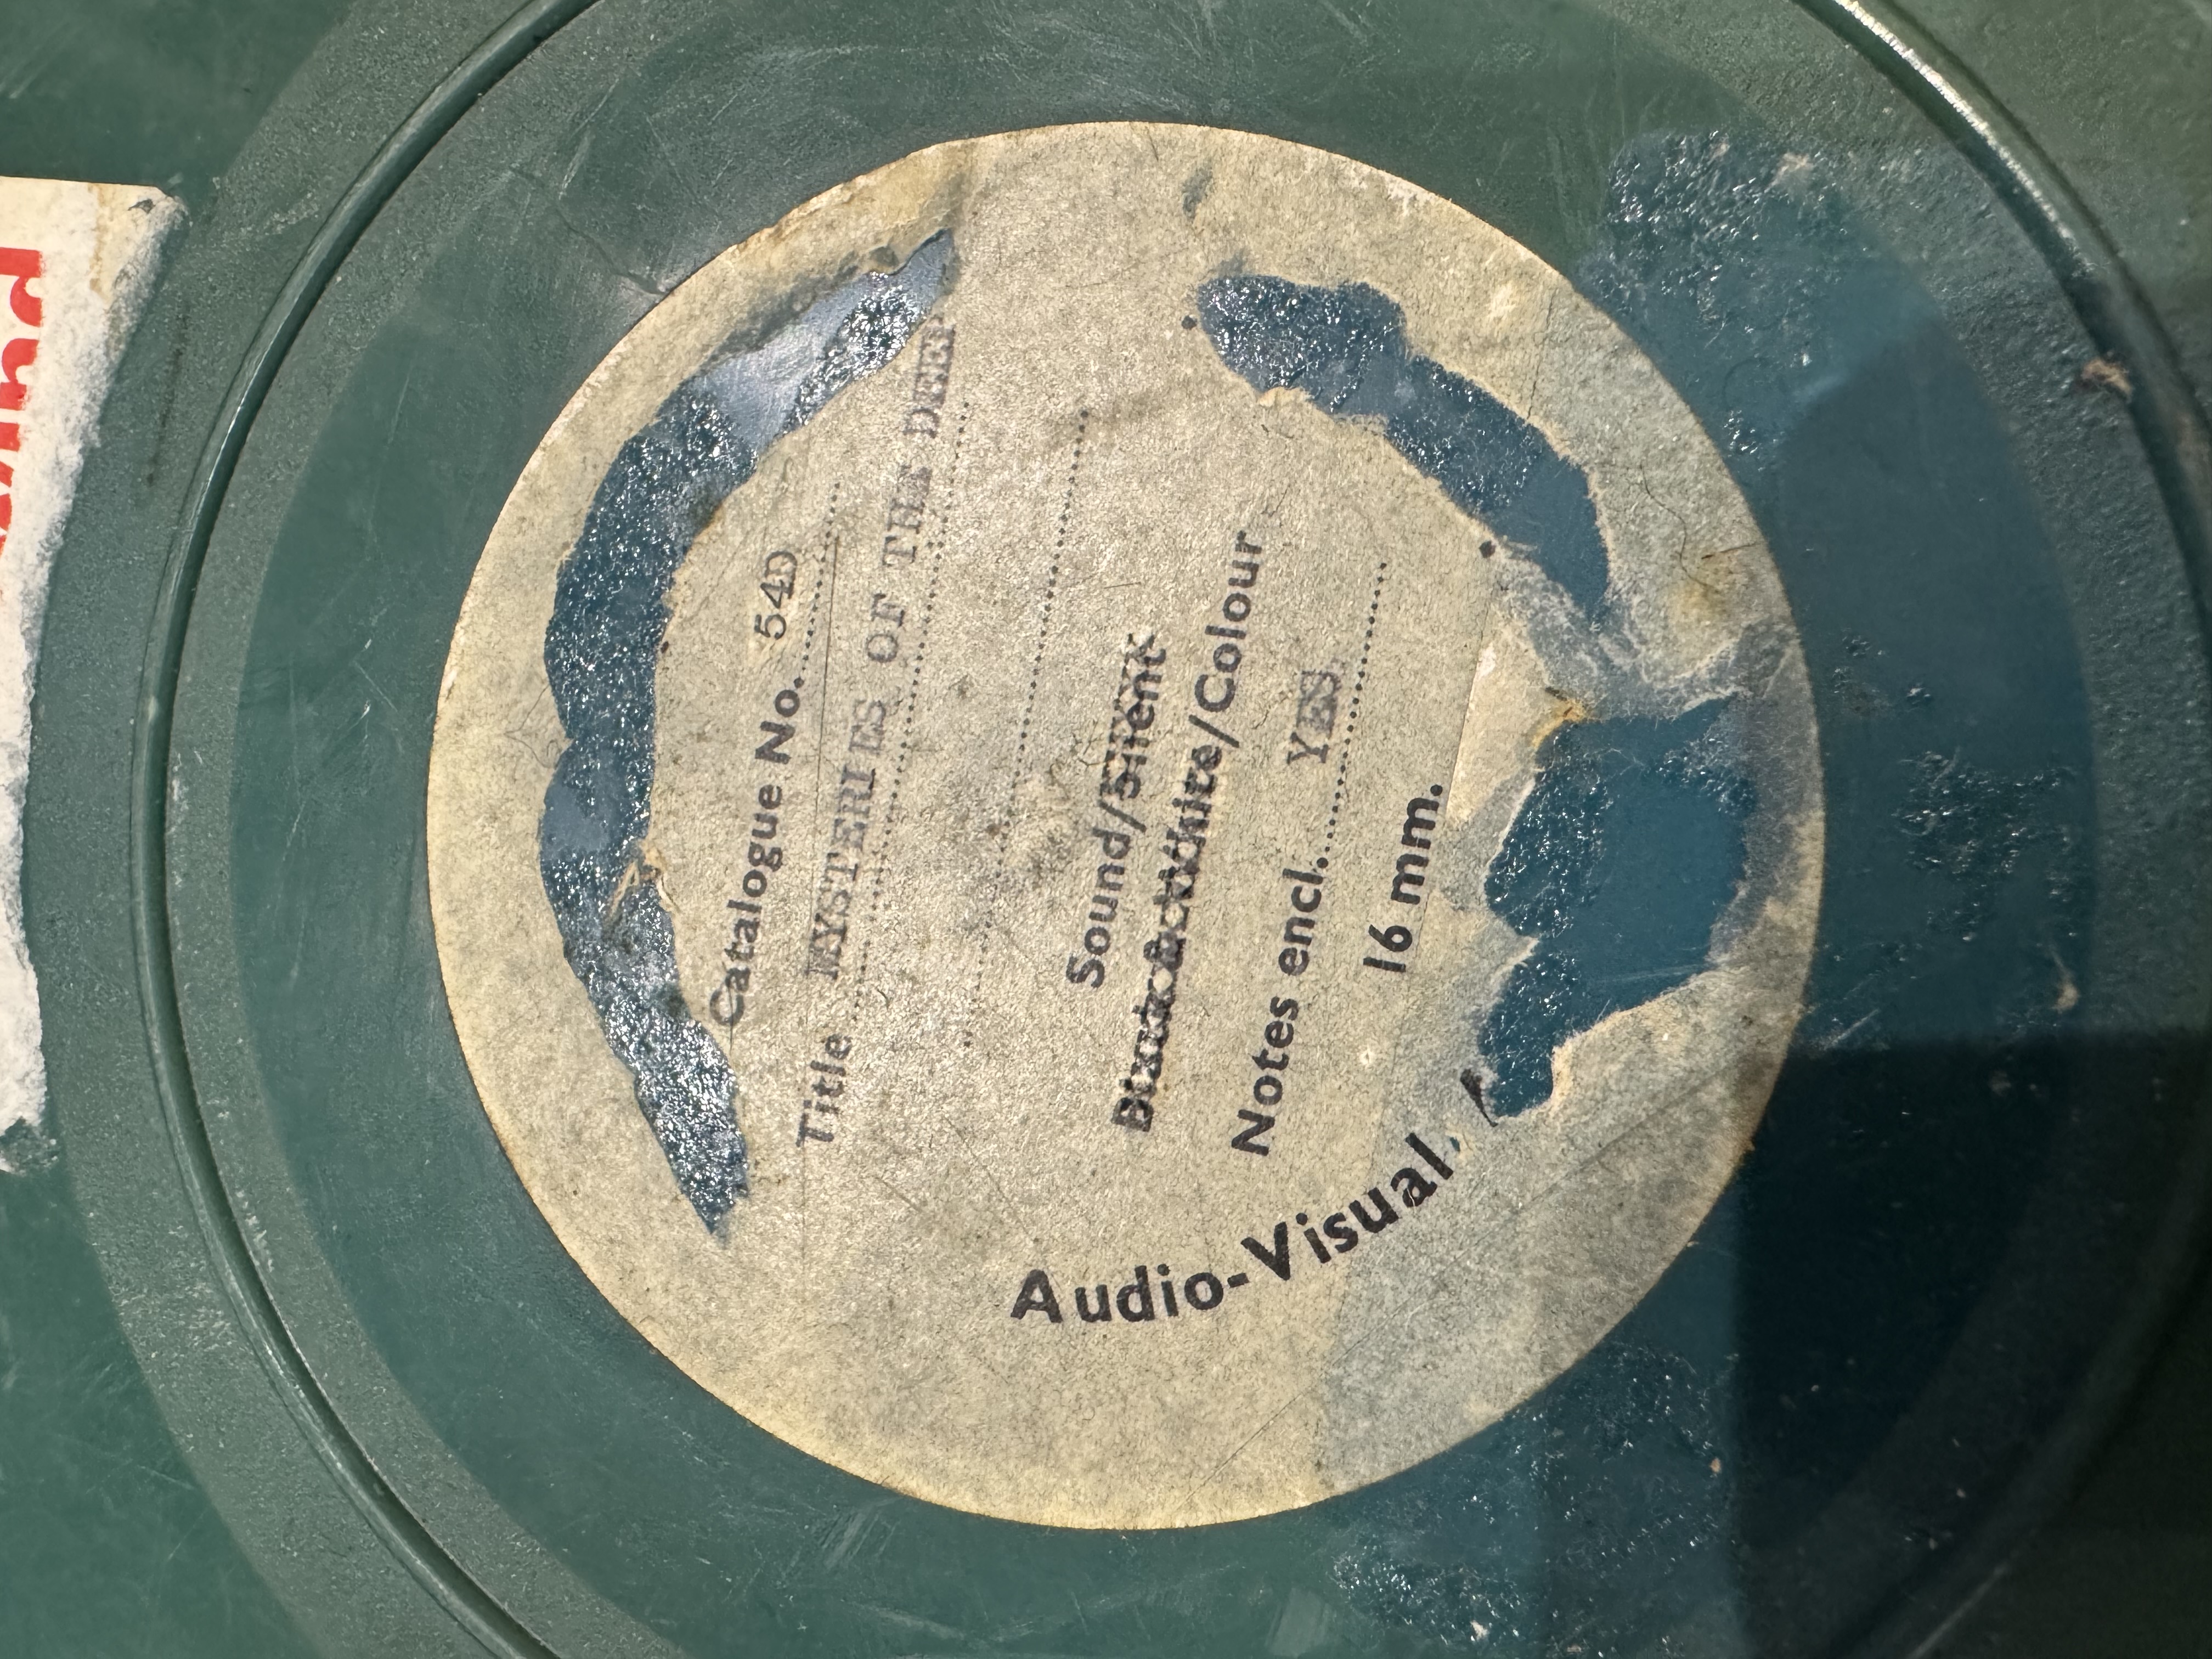 Catalogue No. 54D
Title MYSTERIES OF THE DEEP
Sound/Silent
Black & White/Colour
Notes encl. YES
16 mm.
Audio-Visual